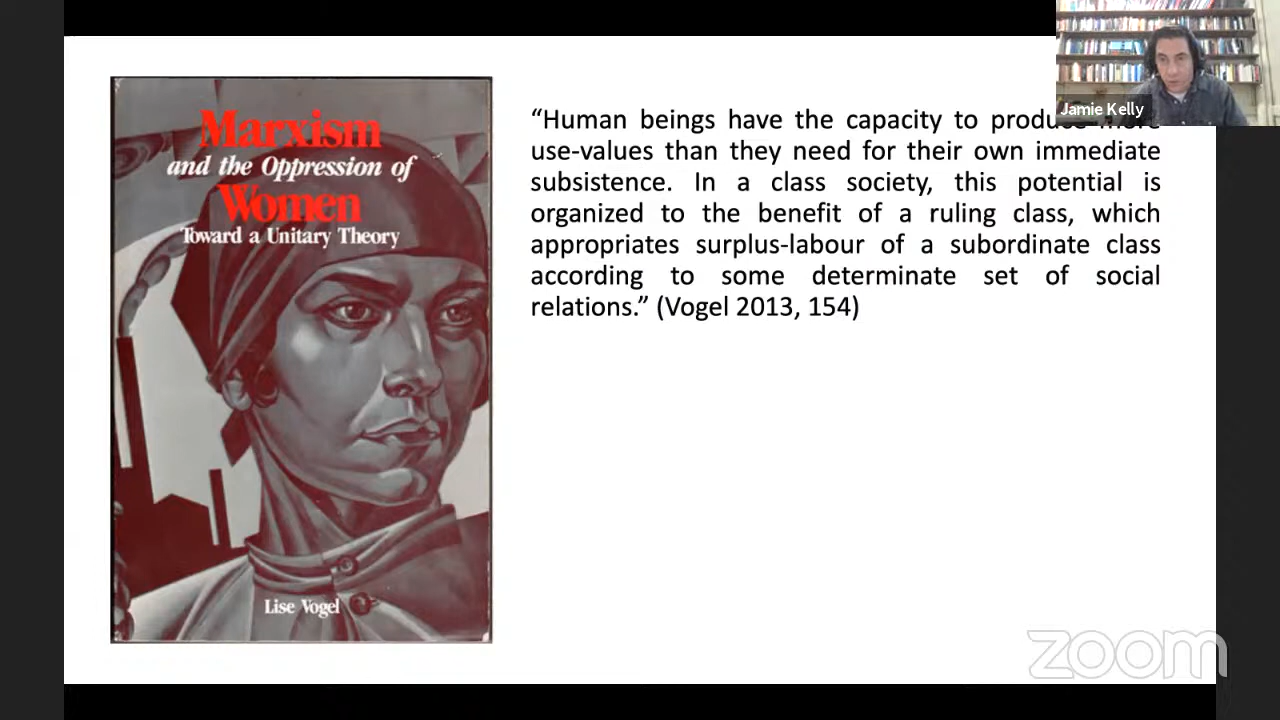 Jamie Kelly
Marxism
and the Oppression of
Women
Toward a Unitary Theory
Lise Vogel
“Human beings have the capacity to produce more
use-values than they need for their own immediate
subsistence. In a class society, this potential is
organized to the benefit of a ruling class, which
appropriates surplus-labour of a subordinate class
according to some determinate set of social
relations.” (Vogel 2013, 154)
zoom